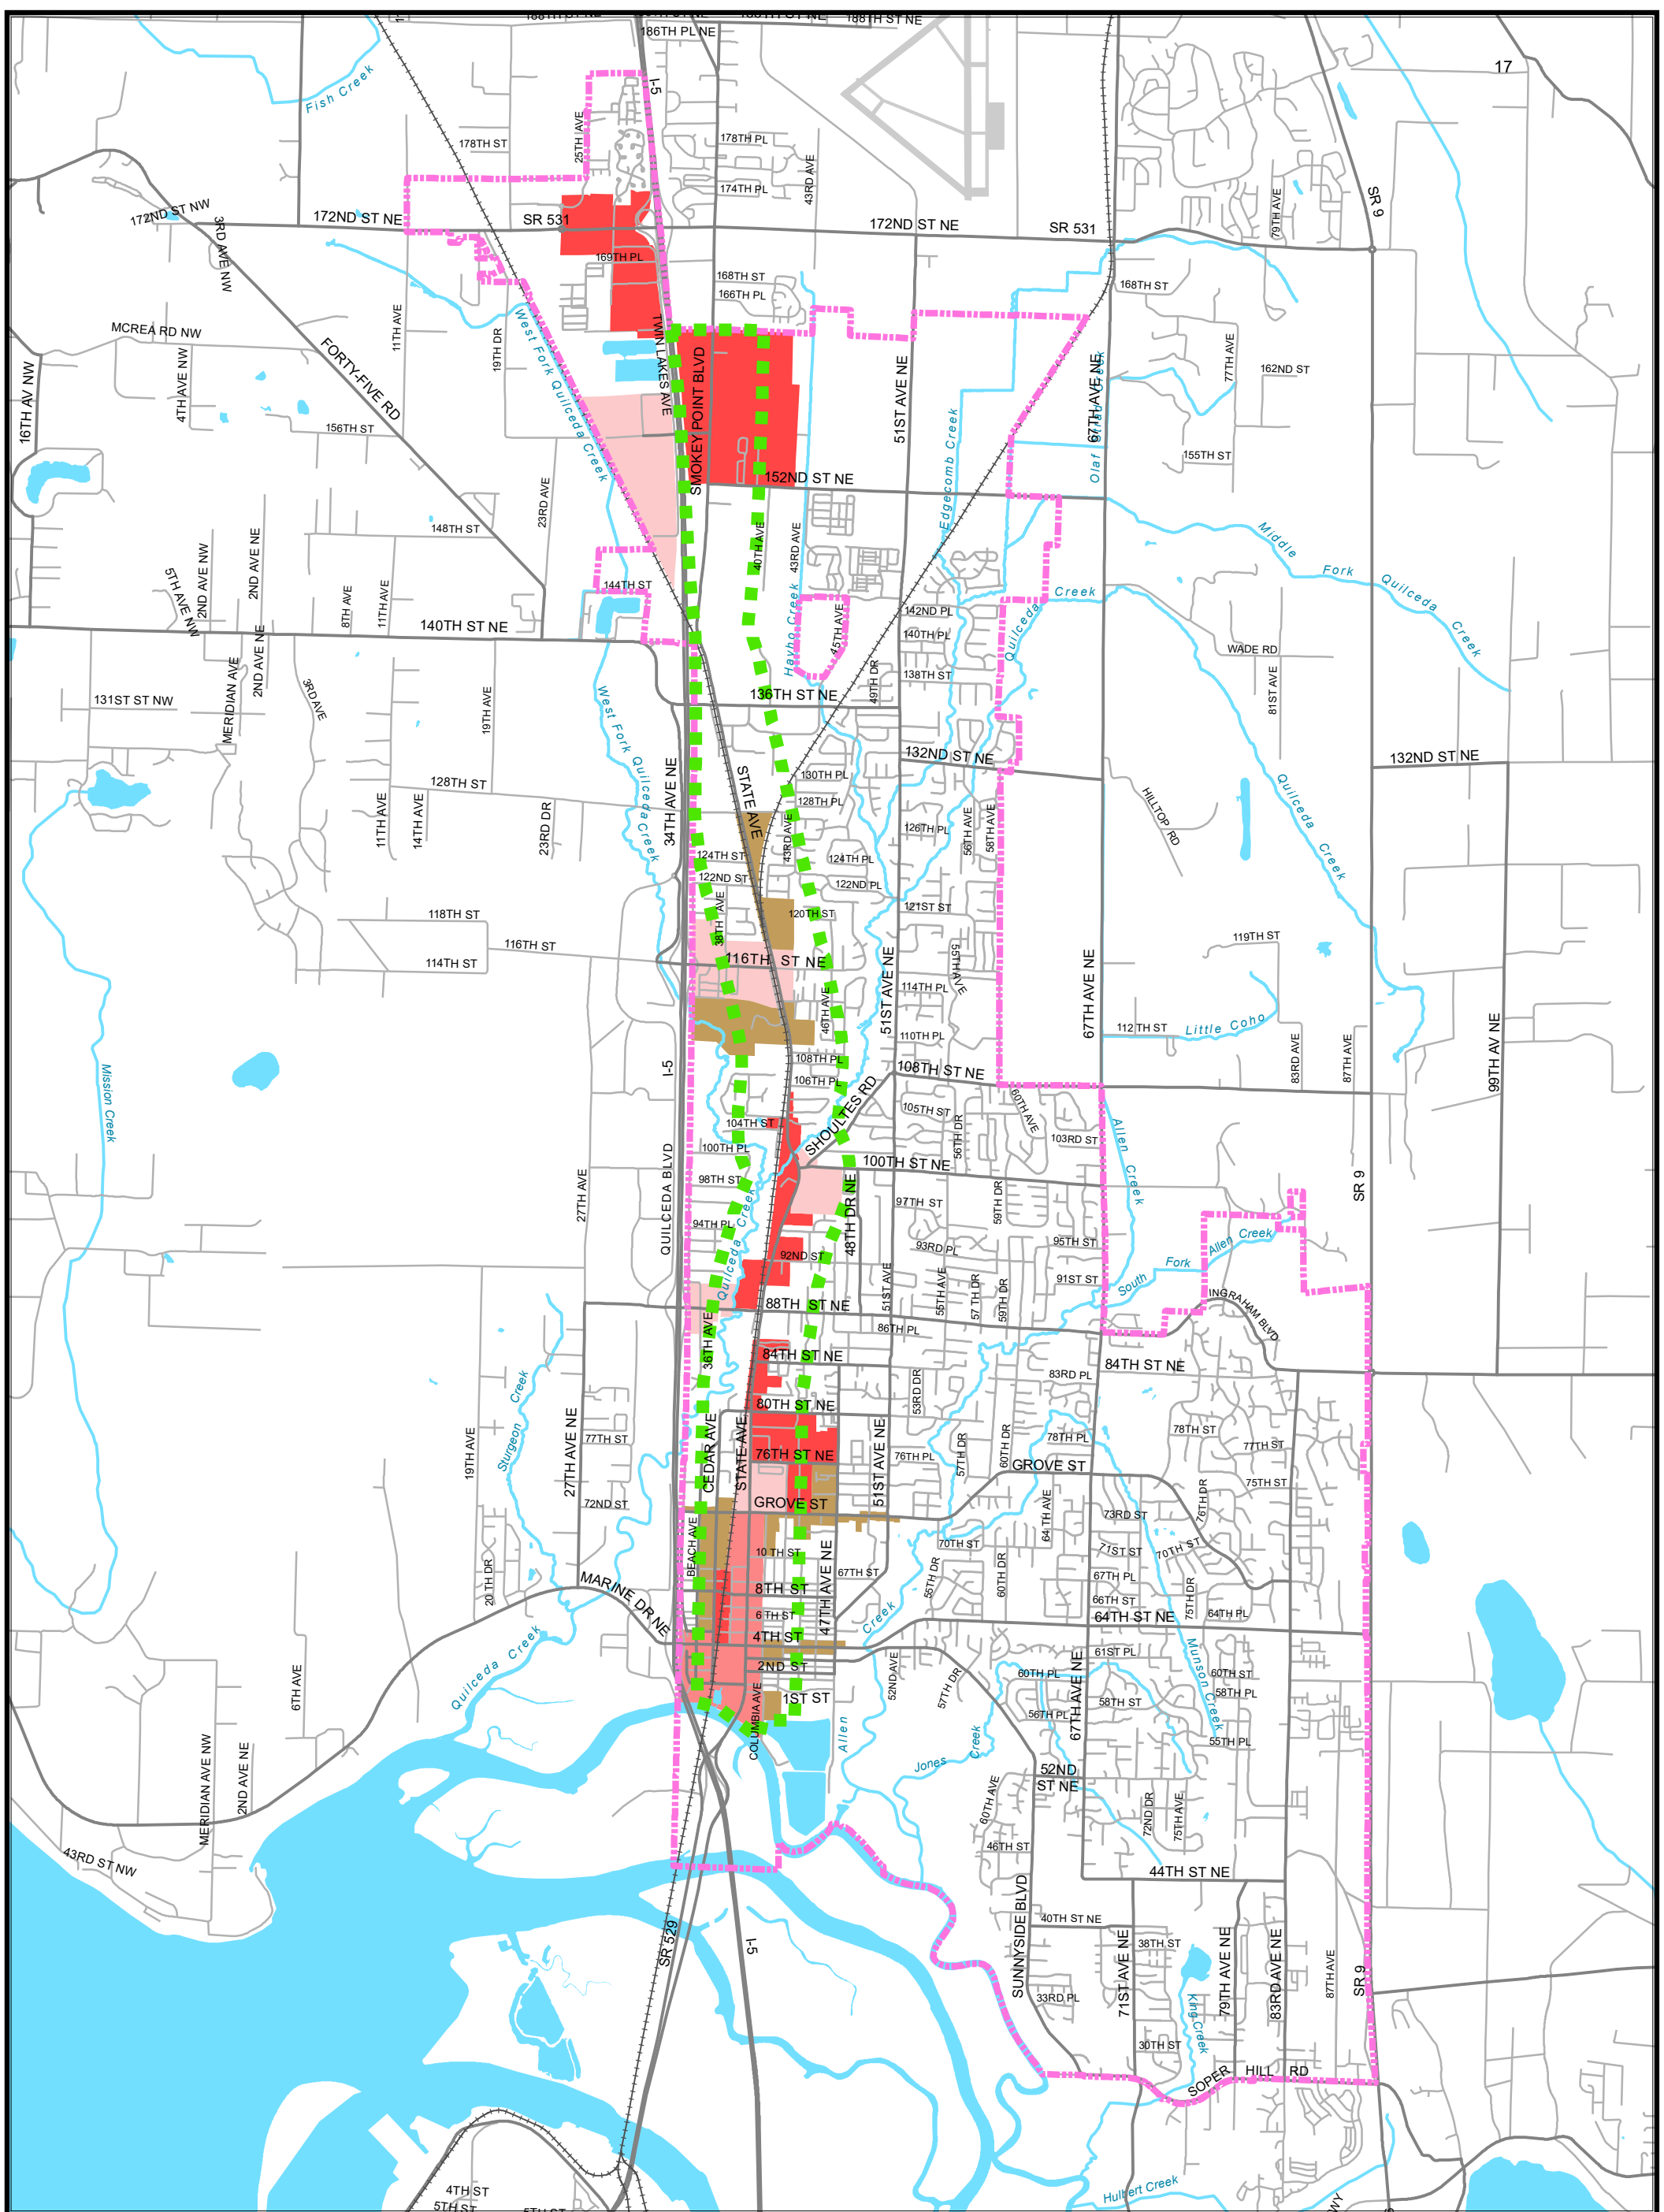 188TH ST NE
186TH PL NE
17
Fish Creek
I-5
178TH ST
25TH AVE
178TH PL
43RD AVE
174TH PL
SR 9
79TH AVE
172ND ST NW
3RD AVE NW
172ND ST NE
SR 531
172ND ST NE
SR 531
169TH PL
168TH ST
166TH PL
168TH ST
MCREA RD NW
11TH AVE
19TH DR
West Fork Quilceda Creek
TWIN LAKES AVE
SMOKEY POINT BLVD
FORTY-FIVE RD
16TH AV NW
4TH AVE NW
51ST AVE NE
67TH AVE NE
77TH AVE
162ND ST
156TH ST
Edgecomb Creek
155TH ST
152ND ST NE
23RD AVE
148TH ST
40TH AVE
43RD AVE
Middle
Fork
Quilceda
Creek
5TH AVE NW
2ND AVE NW
2ND AVE NE
8TH AVE
11TH AVE
144TH ST
Hayho Creek
45TH AVE
142ND PL
Quilceda
Creek
140TH ST NE
140TH PL
138TH ST
WADE RD
81ST AVE
MERIDIAN AVE
2ND AVE NE
3RD AVE
131ST ST NW
19TH AVE
West Fork Quilceda Creek
136TH ST NE
49TH DR
34TH AVE NE
STATE AVE
132ND ST NE
132ND ST NE
130TH PL
128TH ST
128TH PL
HILLTOP RD
Quilceda
Creek
11TH AVE
14TH AVE
23RD DR
43RD AVE
126TH PL
56TH AVE
58TH AVE
124TH ST
124TH PL
122ND ST
122ND PL
118TH ST
38TH AVE
120TH ST
121ST ST
116TH ST
114TH ST
116TH ST NE
55TH AVE
119TH ST
51ST AVE NE
67TH AVE NE
114TH PL
46TH AVE
110TH PL
112TH ST
Little Coho
83RD AVE
87TH AVE
99TH AV NE
Mission Creek
I-5
108TH PL
106TH PL
108TH ST NE
SHOULTES RD
105TH ST
56TH DR
60TH AVE
103RD ST
Allen
Creek
104TH ST
100TH PL
100TH ST NE
98TH ST
27TH AVE
QUILCEDA BLVD
97TH ST
59TH DR
48TH DR NE
94TH PL
93RD PL
95TH ST
SR 9
Quilceda Creek
92ND ST
91ST ST
South
Fork
Allen Creek
INGRAHAM BLVD
51ST AVE
55TH AVE
57TH DR
59TH DR
88TH ST NE
86TH PL
36TH AVE
84TH ST NE
84TH ST NE
83RD PL
53RD DR
80TH ST NE
Sturgeon Creek
19TH AVE
27TH AVE NE
77TH ST
CEDAR AVE
STATE AVE
76TH ST NE
51ST AVE NE
76TH PL
57TH DR
60TH DR
78TH PL
78TH ST
77TH ST
GROVE ST
75TH ST
72ND ST
GROVE ST
64TH AVE
73RD ST
76TH DR
BEACH AVE
10TH ST
47TH AVE NE
67TH ST
70TH ST
71ST ST
70TH ST
20TH DR
55TH DR
60TH DR
67TH PL
75TH DR
MARINE DR NE
8TH ST
66TH ST
6TH ST
64TH ST NE
64TH PL
4TH ST
Creek
2ND ST
61ST PL
Munson Creek
60TH PL
60TH ST
58TH PL
Quilceda Creek
6TH AVE
COLUMBIA AVE
1ST ST
52ND AVE
57TH DR
67TH AVE NE
58TH ST
56TH PL
55TH PL
Allen
Jones
Creek
MERIDIAN AVE NW
2ND AVE NE
52ND
ST NE
60TH AVE
72ND DR
75TH AVE
43RD ST NW
46TH ST
44TH ST NE
SUNNYSIDE BLVD
40TH ST NE
SR 529
I-5
71ST AVE NE
38TH ST
79TH AVE NE
83RD AVE NE
87TH AVE
SR 9
33RD PL
King Creek
30TH ST
SOPER
HILL
RD
Hulbert Creek
4TH ST
5TH ST